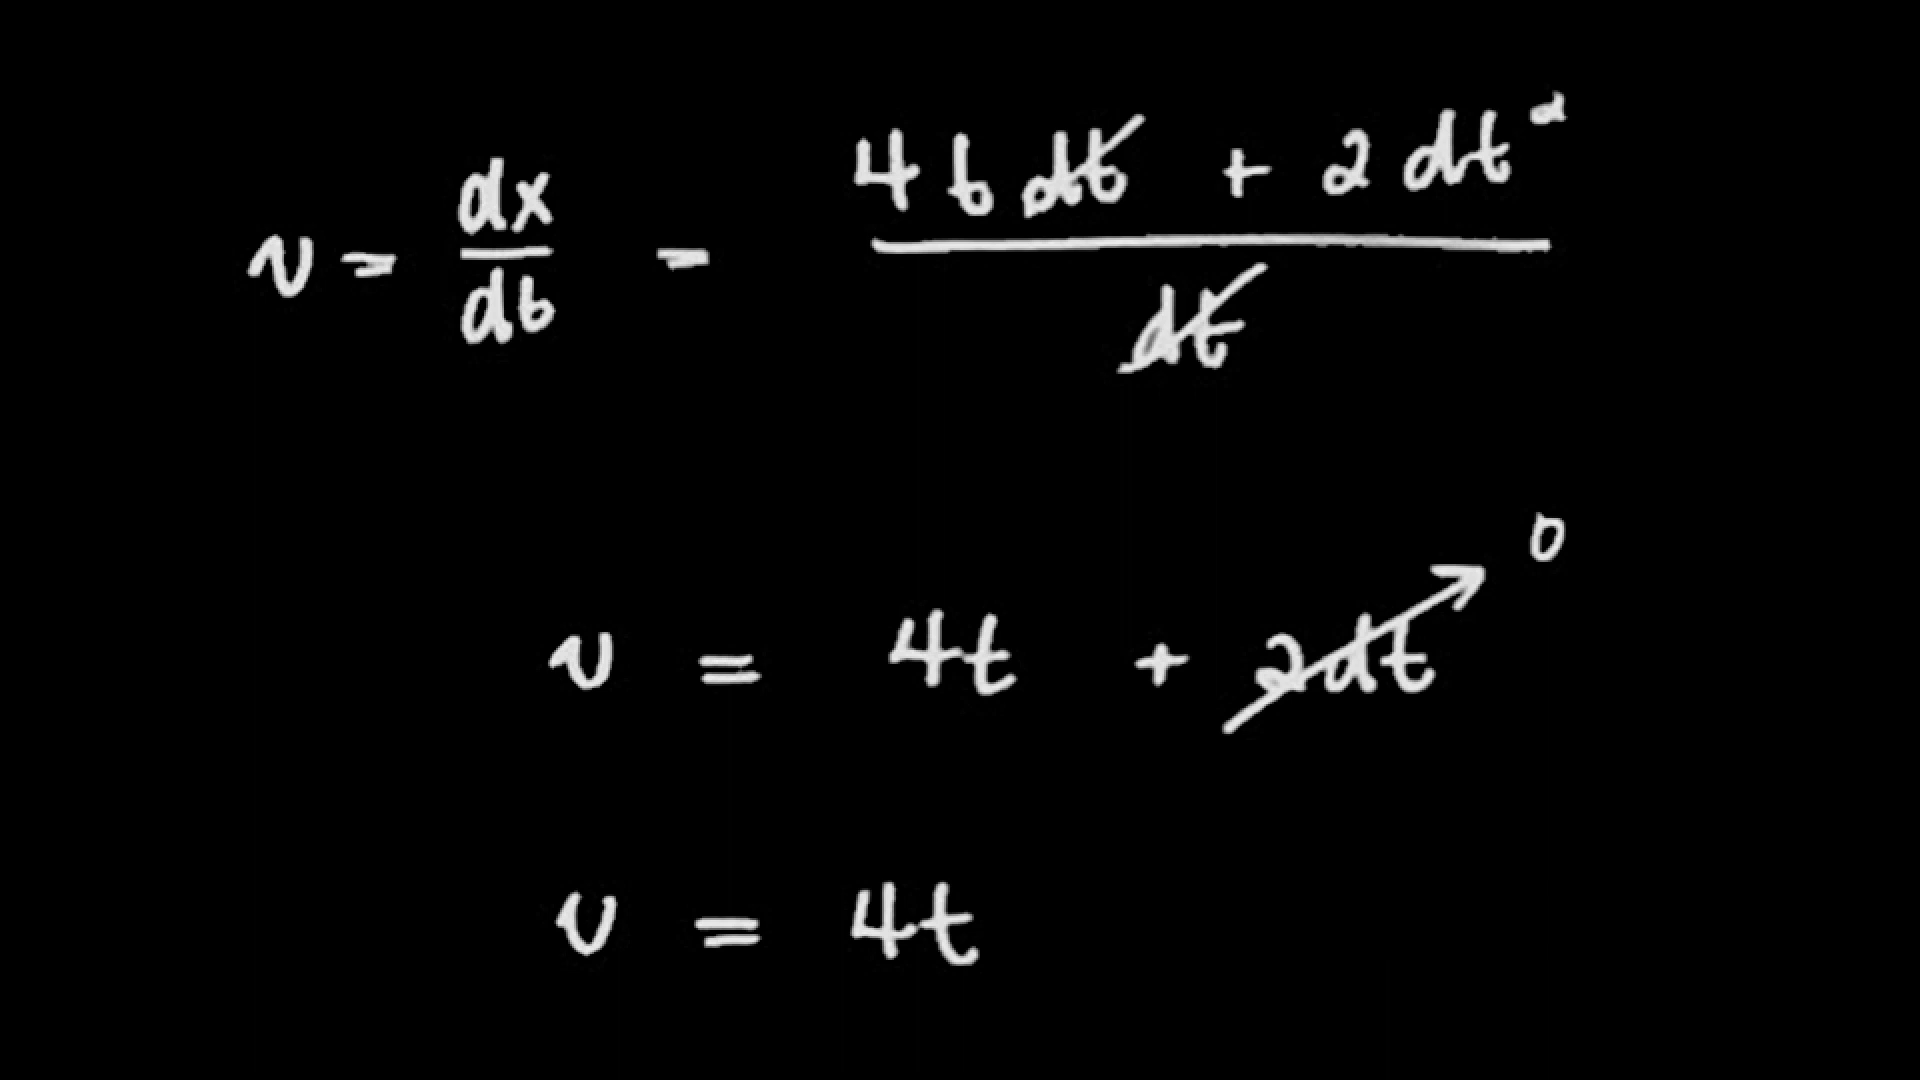 v = dx/dt = (4t dt + 2 dt²)/dt
v = 4t + 2dt → 0
v = 4t